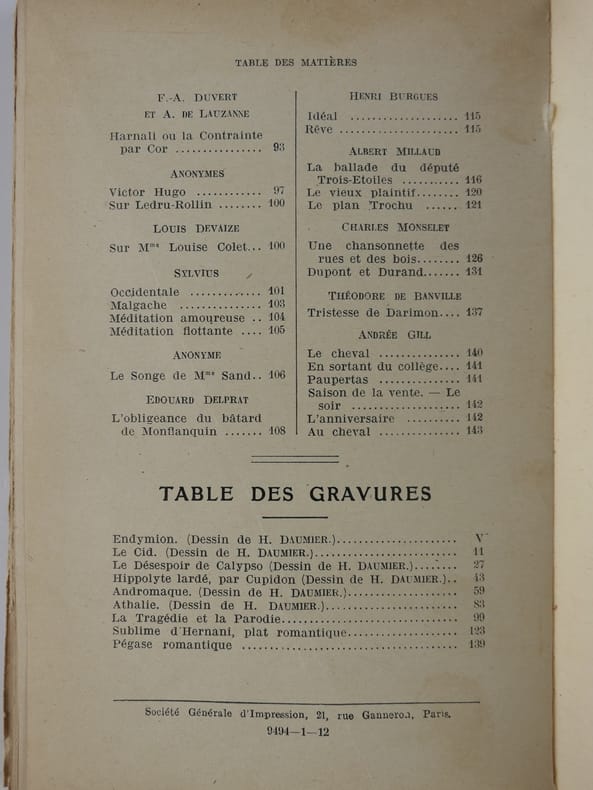 TABLE DES MATIÈRES
F.-A. DUVERT
ET A. DE LAUZANNE
Harnali ou la Contrainte
par Cor ................ 93
ANONYMES
Victor Hugo ............ 97
Sur Ledru-Rollin ........ 100
LOUIS DEVAIZE
Sur Mme Louise Colet... 100
SYLVIUS
Occidentale ............. 101
Malgache ............... 103
Méditation amoureuse .. 104
Méditation flottante .... 105
ANONYME
Le Songe de Mme Sand.. 106
EDOUARD DELPRAT
L'obligeance du bâtard
de Monflanquin ....... 108
HENRI BURGUES
Idéal .................... 115
Rêve ...................... 115
ALBERT MILLAUD
La ballade du député
Trois-Etoiles ........... 116
Le vieux plaintif........ 120
Le plan Trochu ...... 121
CHARLES MONSELET
Une chansonnette des
rues et des bois........ 126
Dupont et Durand....... 131
THÉODORE DE BANVILLE
Tristesse de Darimon.... 137
ANDRÉE GILL
Le cheval ............... 140
En sortant du collège.... 141
Paupertas ............... 141
Saison de la vente. — Le
soir .................... 142
L'anniversaire .......... 142
Au cheval ............... 143
TABLE DES GRAVURES
Endymion. (Dessin de H. DAUMIER.)...................... V
Le Cid. (Dessin de H. DAUMIER.).......................... 11
Le Désespoir de Calypso (Dessin de H. DAUMIER.)........ 27
Hippolyte lardé, par Cupidon (Dessin de H. DAUMIER.).. 43
Andromaque. (Dessin de H. DAUMIER.).................... 59
Athalie. (Dessin de H. DAUMIER.)........................ 83
La Tragédie et la Parodie................................ 99
Sublime d'Hernani, plat romantique.................... 123
Pégase romantique ....................................... 139
Société Générale d'Impression, 21, rue Ganneron, Paris.
9494—1—12